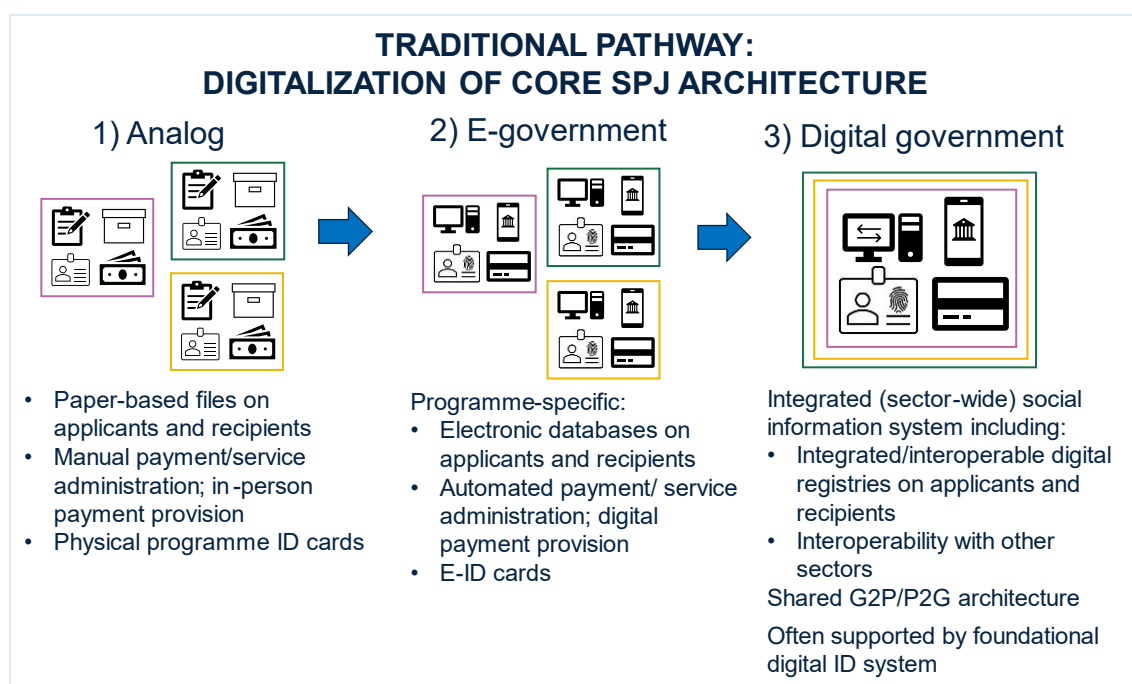 TRADITIONAL PATHWAY:
DIGITALIZATION OF CORE SPJ ARCHITECTURE
1) Analog
• Paper-based files on
applicants and recipients
• Manual payment/service
administration; in-person
payment provision
• Physical programme ID cards
2) E-government
Programme-specific:
• Electronic databases on
applicants and recipients
• Automated payment/ service
administration; digital
payment provision
• E-ID cards
3) Digital government
Integrated (sector-wide) social
information system including:
• Integrated/interoperable digital
registries on applicants and
recipients
• Interoperability with other
sectors
Shared G2P/P2G architecture
Often supported by foundational
digital ID system